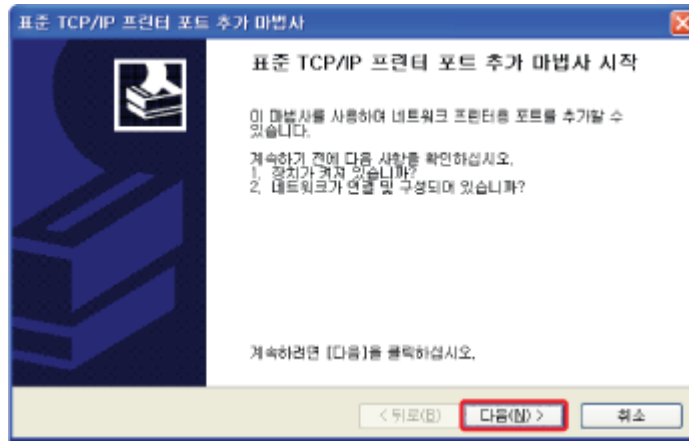 표준 TCP/IP 프린터 포트 추가 마법사
표준 TCP/IP 프린터 포트 추가 마법사 시작
이 마법사를 사용하여 네트워크 프린터용 포트를 추가할 수
있습니다.
계속하기 전에 다음 사항을 확인하십시오.
1. 장치가 켜져 있습니까?
2. 네트워크가 연결 및 구성되어 있습니까?
계속하려면 [다음]을 클릭하십시오.
< 뒤로(B)
다음(N) >
취소